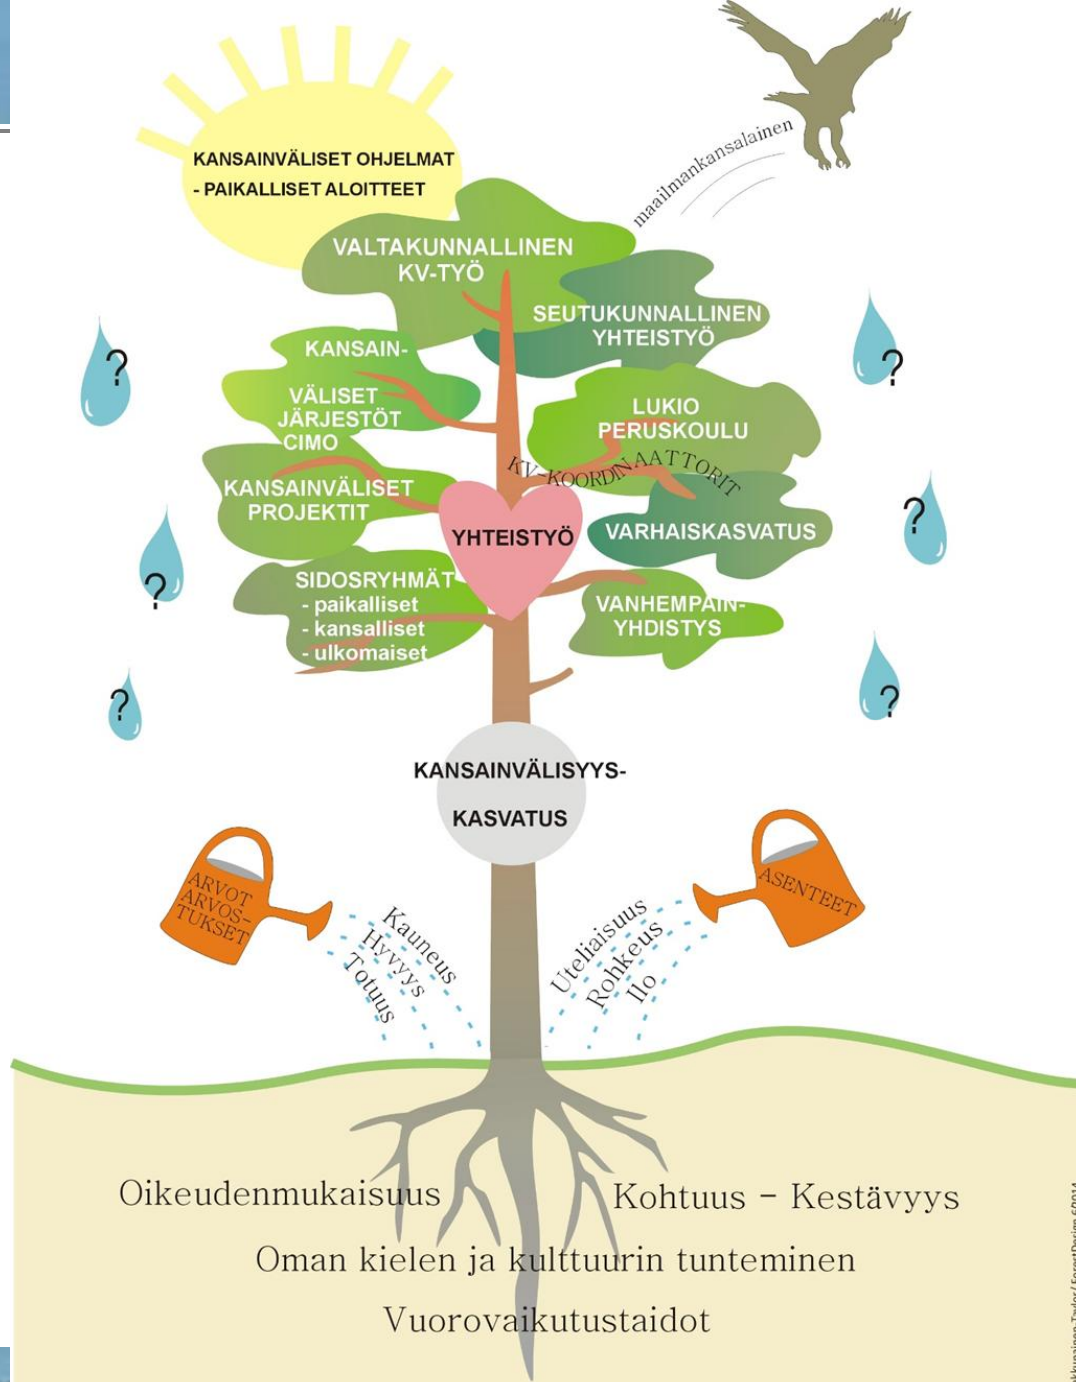 KANSAINVÄLISET OHJELMAT
- PAIKALLISET ALOITTEET
maailmankansalainen
VALTAKUNNALLINEN
KV-TYÖ
SEUTUKUNNALLINEN
YHTEISTYÖ
KANSAIN-
VÄLISET
JÄRJESTÖT
CIMO
LUKIO
PERUSKOULU
KV-KOORDINAATTORIT
KANSAINVÄLISET
PROJEKTIT
YHTEISTYÖ
VARHAISKASVATUS
SIDOSRYHMÄT
- paikalliset
- kansalliset
- ulkomaiset
VANHEMPAIN-
YHDISTYS
?
?
?
?
?
?
?
KANSAINVÄLISYYS-
KASVATUS
ARVOT
ARVOS-
TUKSET
Kauneus
Hyvyys
Totuus
ASENTEET
Uteliaisuus
Rohkeus
Ilo
Oikeudenmukaisuus
Kohtuus - Kestävyys
Oman kielen ja kulttuurin tunteminen
Vuorovaikutustaidot